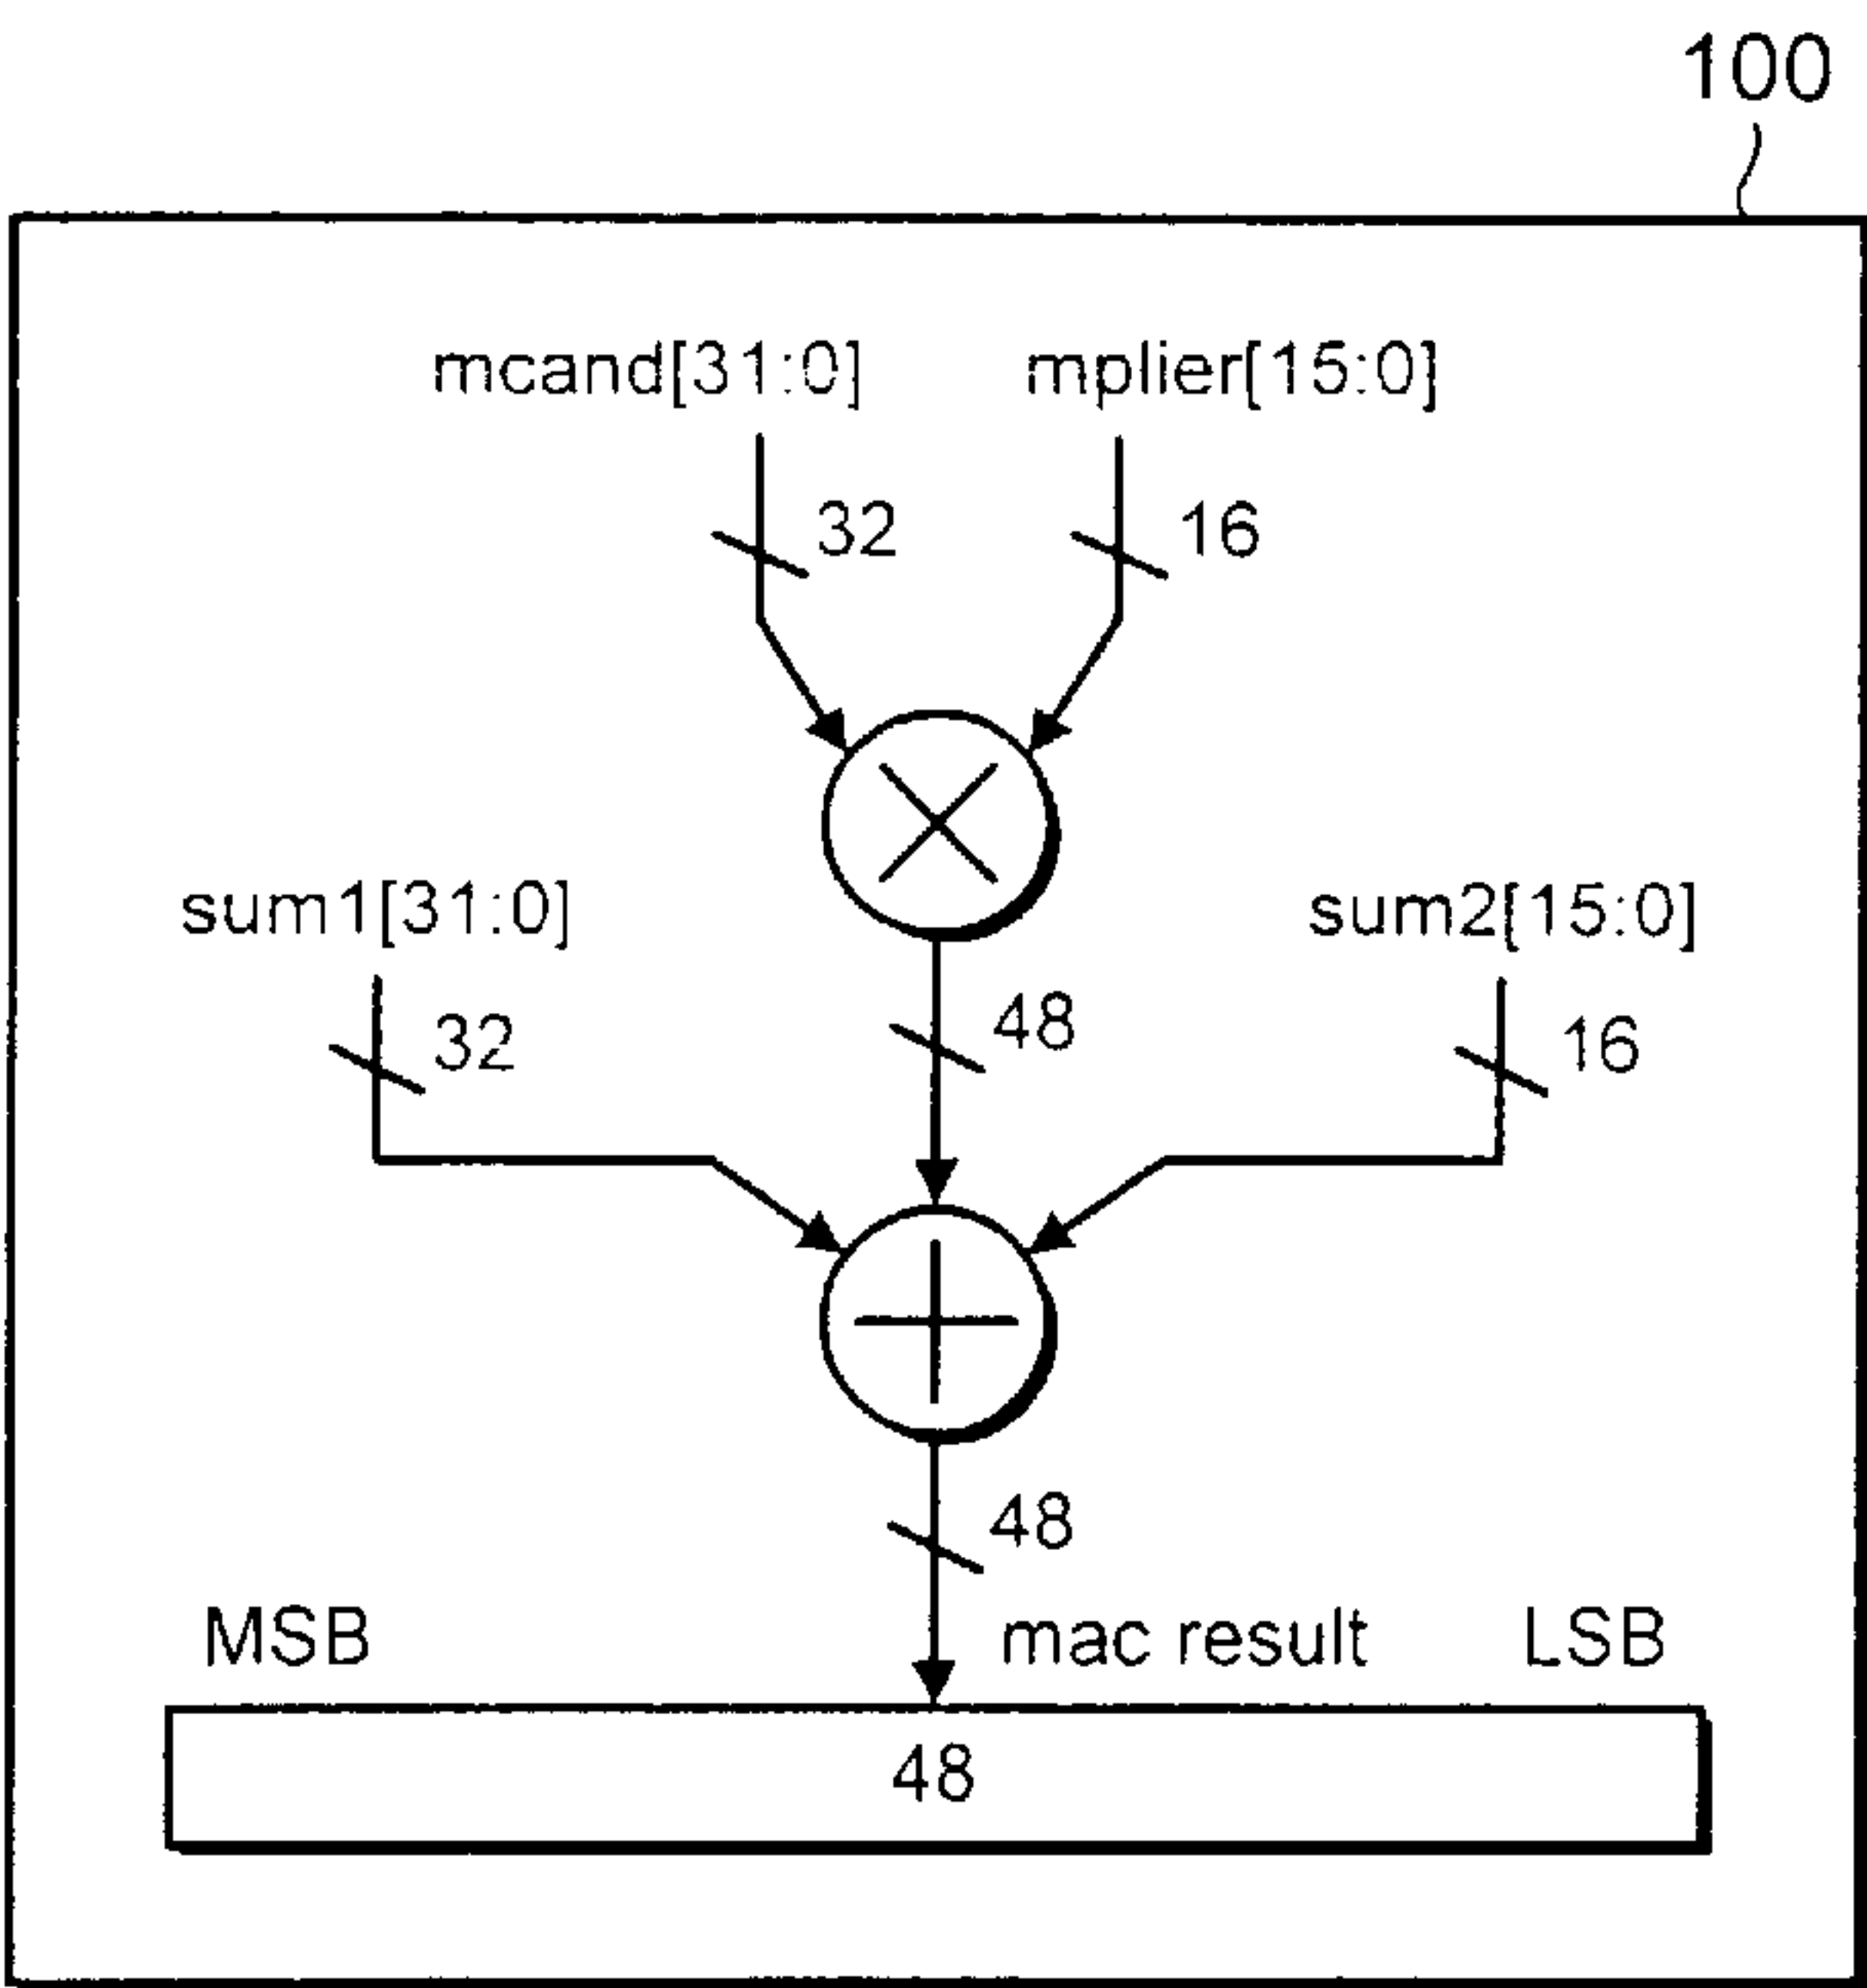 100
mcand[31:0] mplier[15:0]
32 16
sum1[31:0] sum2[15:0]
48
32 16
48
MSB mac result LSB
48